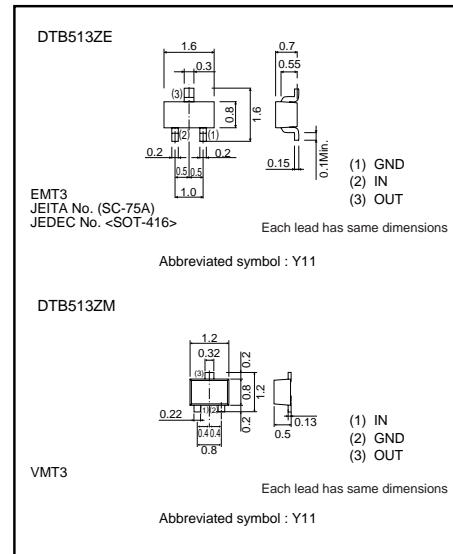 DTB513ZE
1.6
0.3
(3)
0.8
1.6
(2)
(1)
0.2
0.2
0.5 0.5
1.0
0.7
0.55
0.15
0.1Min.
(1) GND
(2) IN
(3) OUT
EMT3
JEITA No. (SC-75A)
JEDEC No. <SOT-416>
Each lead has same dimensions
Abbreviated symbol : Y11
DTB513ZM
1.2
0.32
(3)
0.2
0.8
1.2
0.2
0.22
(1) (2)
0.4 0.4
0.8
0.13
0.5
(1) IN
(2) GND
(3) OUT
VMT3
Each lead has same dimensions
Abbreviated symbol : Y11